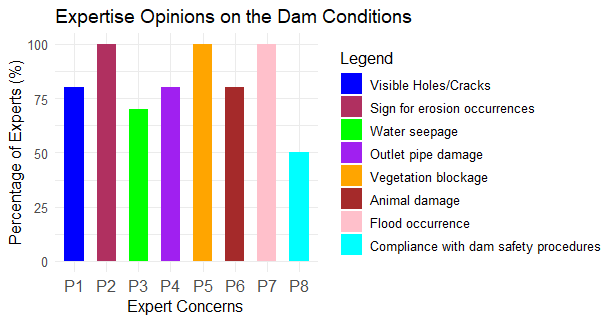 Expertise Opinions on the Dam Conditions
Percentage of Experts (%)
100
75
50
25
0
P1 P2 P3 P4 P5 P6 P7 P8
Expert Concerns
Legend
Visible Holes/Cracks
Sign for erosion occurrences
Water seepage
Outlet pipe damage
Vegetation blockage
Animal damage
Flood occurrence
Compliance with dam safety procedures